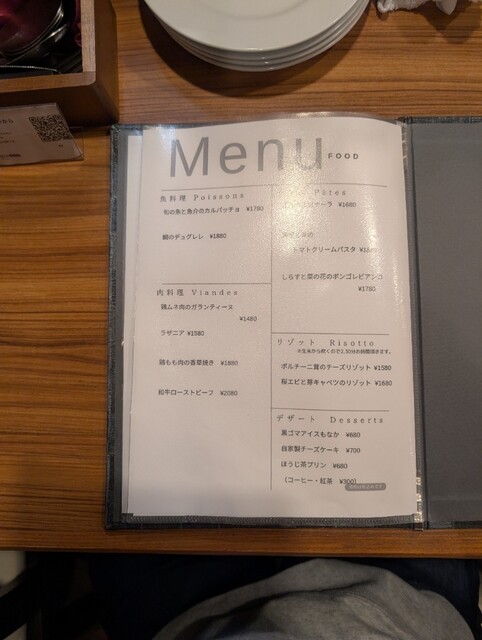 Menu FOOD
魚料理 Poissons
旬の魚と魚介のカルパッチョ ¥1780
鯛のデュグレレ ¥1880
肉料理 Viandes
鶏ムネ肉のガランティーヌ
¥1480
ラザニア ¥1580
鶏もも肉の香草焼き ¥1880
和牛ローストビーフ ¥2080
Pâtes
ナーラ ¥1680
トマトクリームパスタ
しらすと菜の花のボンゴレビアンコ
¥1780
リゾット Risotto
ポルチーニ茸のチーズリゾット ¥1580
桜エビと春キャベツのリゾット ¥1680
デザート Desserts
黒ゴマアイスもなか ¥680
自家製チーズケーキ ¥700
ほうじ茶プリン ¥680
(コーヒー・紅茶 ¥300)